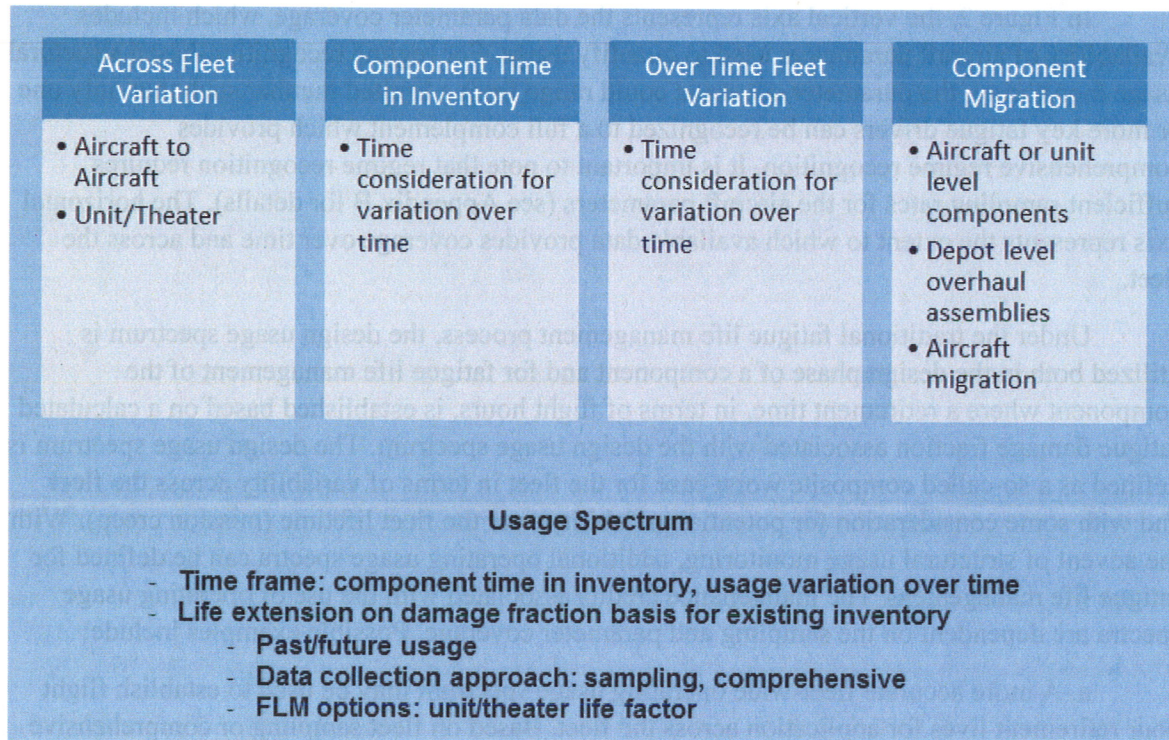 Across Fleet
Variation
• Aircraft to
Aircraft
• Unit/Theater
Component Time
in Inventory
• Time
consideration for
variation over
time
Over Time Fleet
Variation
• Time
consideration for
variation over
time
Component
Migration
• Aircraft or unit
level
components
• Depot level
overhaul
assemblies
• Aircraft
migration
Usage Spectrum
- Time frame: component time in inventory, usage variation over time
Life extension on damage fraction basis for existing inventory
- Past/future usage
- Data collection approach: sampling, comprehensive
- FLM options: unit/theater life factor